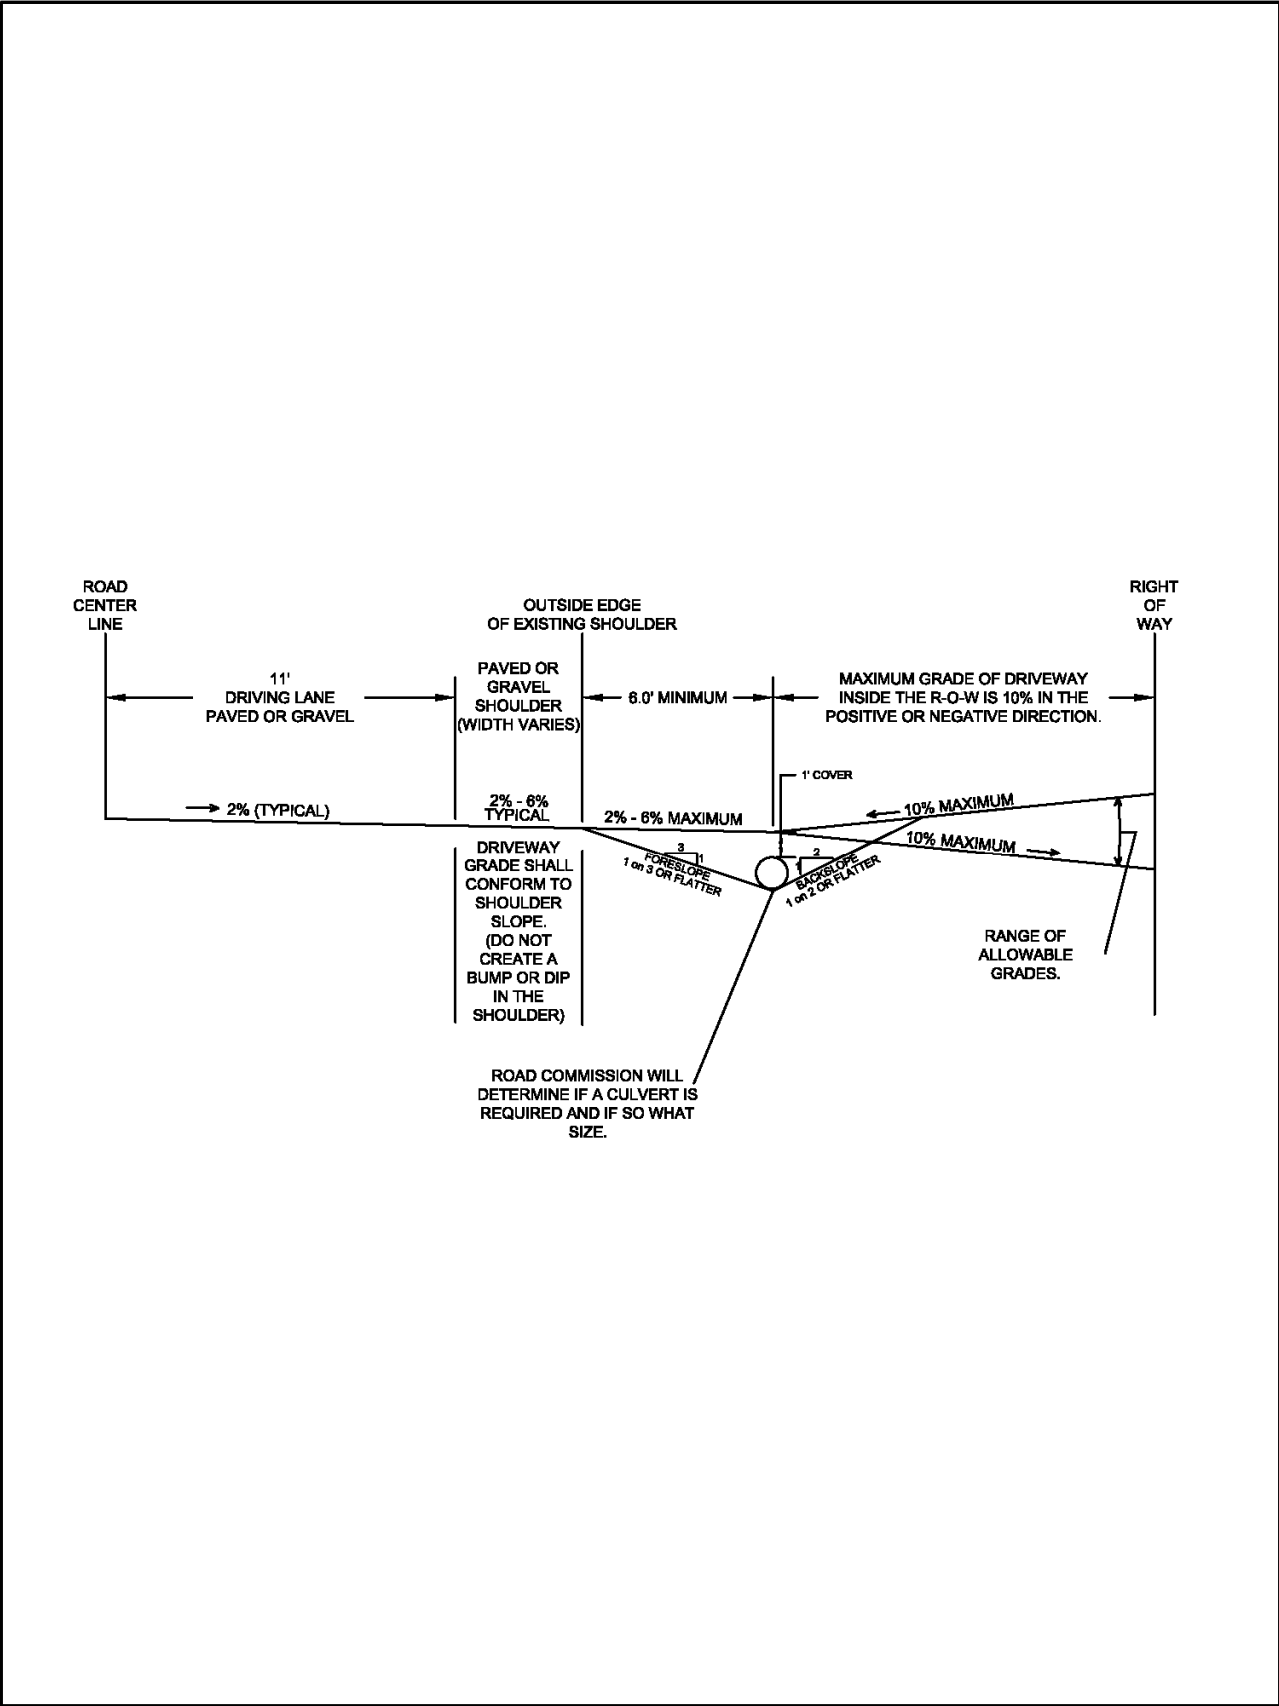 ROAD
CENTER
LINE
OUTSIDE EDGE
OF EXISTING SHOULDER
RIGHT
OF
WAY
11'
DRIVING LANE
PAVED OR GRAVEL
PAVED OR
GRAVEL
SHOULDER
(WIDTH VARIES)
6.0' MINIMUM
MAXIMUM GRADE OF DRIVEWAY
INSIDE THE R-O-W IS 10% IN THE
POSITIVE OR NEGATIVE DIRECTION.
1' COVER
2% (TYPICAL)
2% - 6%
TYPICAL
2% - 6% MAXIMUM
10% MAXIMUM
10% MAXIMUM
DRIVEWAY
GRADE SHALL
CONFORM TO
SHOULDER
SLOPE.
(DO NOT
CREATE A
BUMP OR DIP
IN THE
SHOULDER)
3
1
FORESLOPE
1 on 3 OR FLATTER
2
1
BACKSLOPE
1 on 2 OR FLATTER
RANGE OF
ALLOWABLE
GRADES.
ROAD COMMISSION WILL
DETERMINE IF A CULVERT IS
REQUIRED AND IF SO WHAT
SIZE.